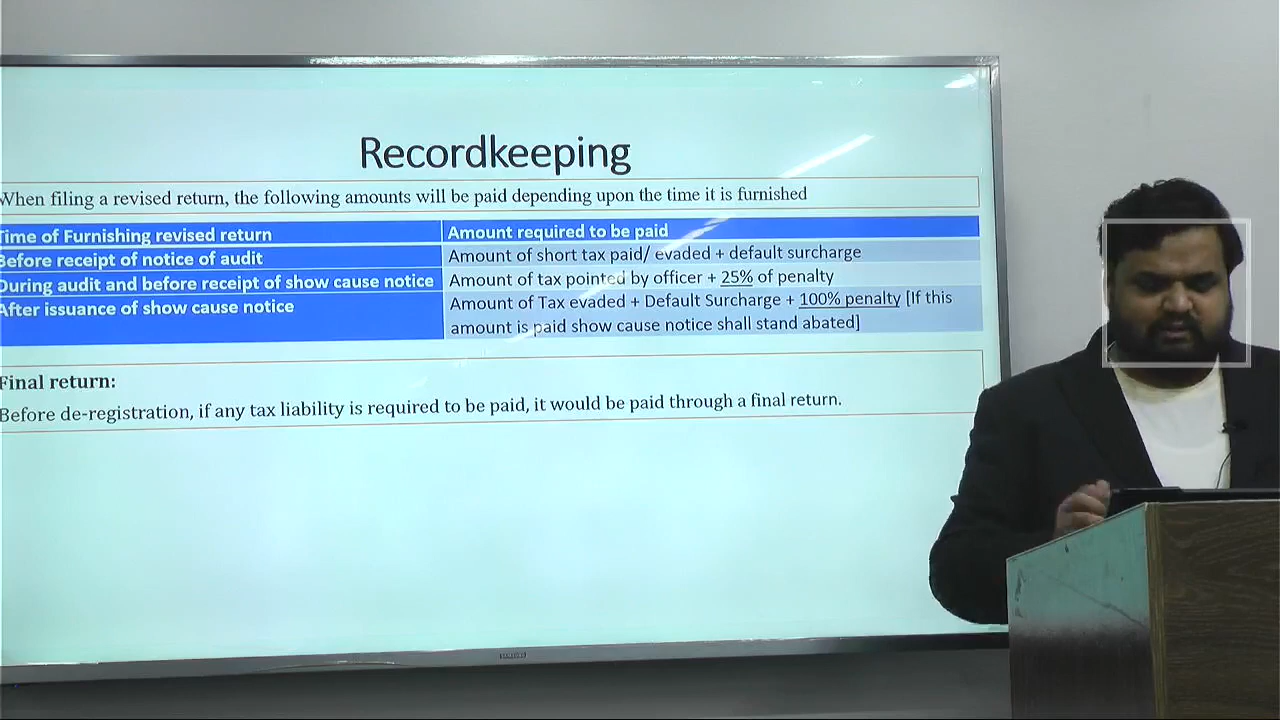 Recordkeeping
When filing a revised return, the following amounts will be paid depending upon the time it is furnished
Time of Furnishing revised return Amount required to be paid
Before receipt of notice of audit Amount of short tax paid/ evaded + default surcharge
During audit and before receipt of show cause notice Amount of tax pointed by officer + 25% of penalty
After issuance of show cause notice Amount of Tax evaded + Default Surcharge + 100% penalty [If this
amount is paid show cause notice shall stand abated]
Final return:
Before de-registration, if any tax liability is required to be paid, it would be paid through a final return.
SAMSUNG